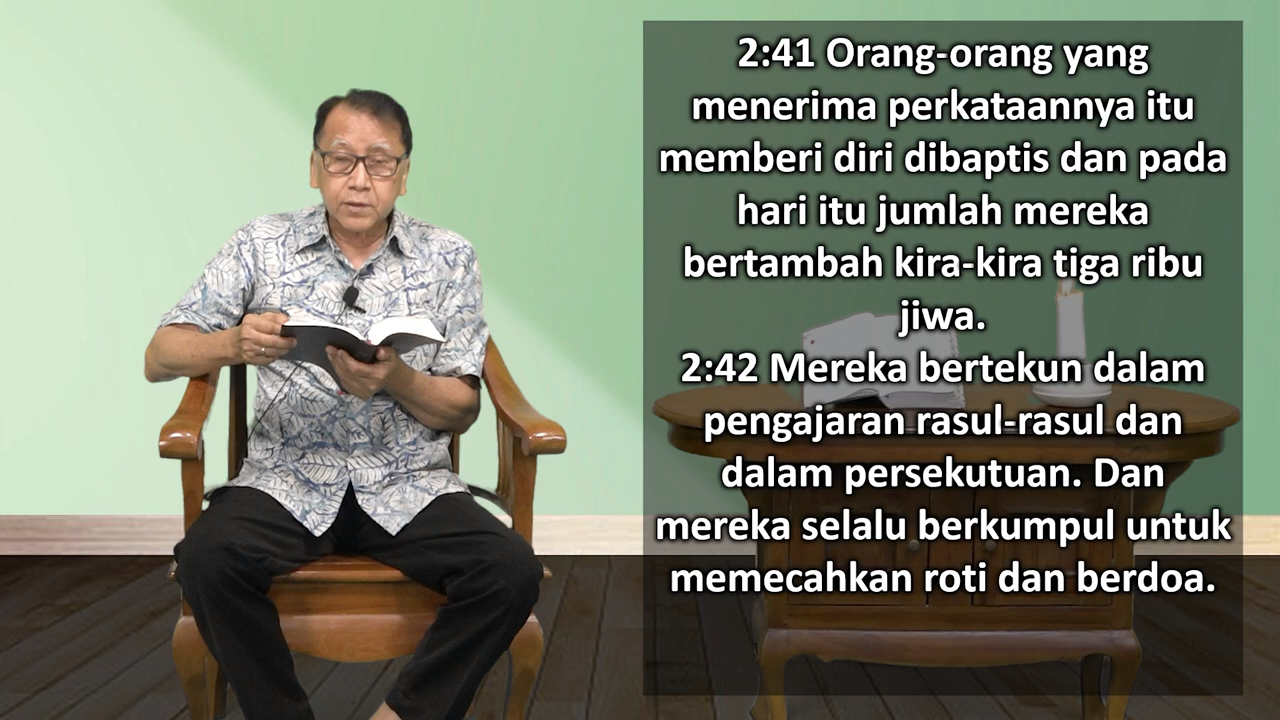 2:41 Orang-orang yang
menerima perkataannya itu
memberi diri dibaptis dan pada
hari itu jumlah mereka
bertambah kira-kira tiga ribu
jiwa.
2:42 Mereka bertekun dalam
pengajaran rasul-rasul dan
dalam persekutuan. Dan
mereka selalu berkumpul untuk
memecahkan roti dan berdoa.